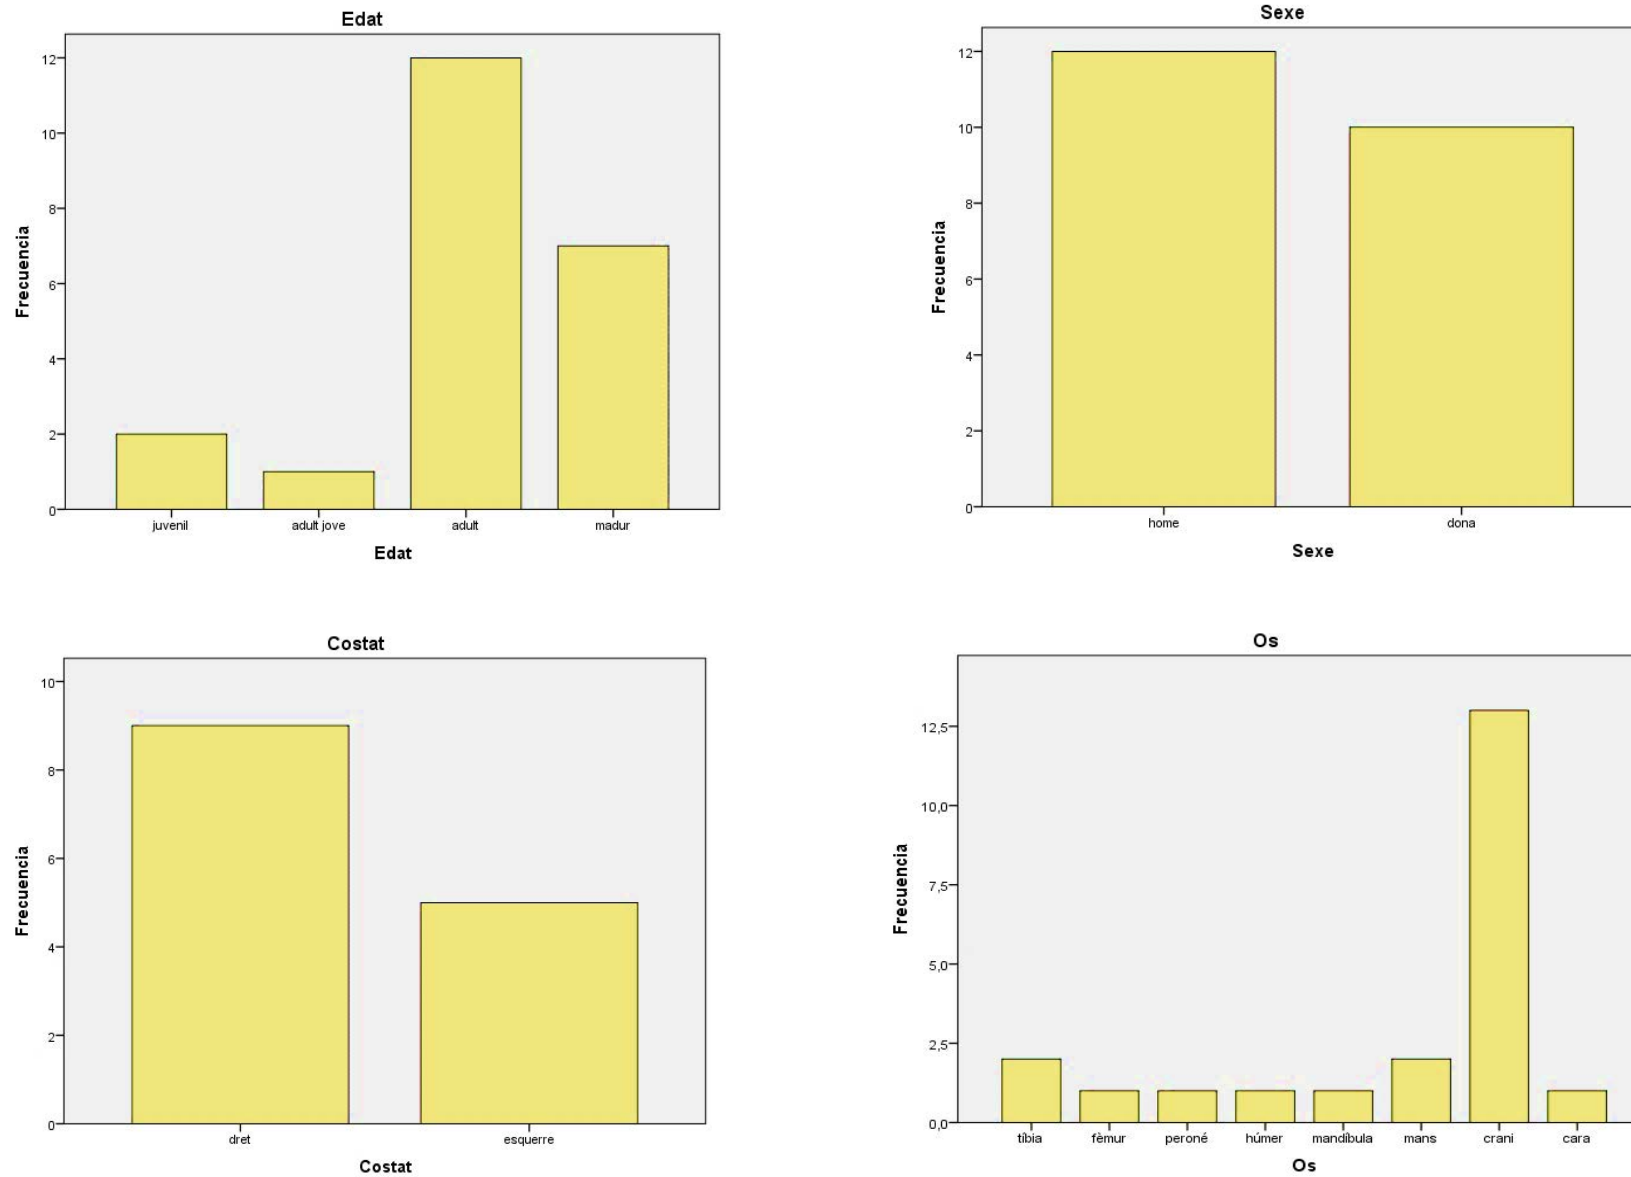 Edat
Frecuencia
12
10
8
6
4
2
0
juvenil adult jove adult madur
Edat
Sexe
Frecuencia
12
10
8
6
4
2
0
home dona
Sexe
Costat
Frecuencia
10
8
6
4
2
0
dret esquerre
Costat
Os
Frecuencia
12,5
10,0
7,5
5,0
2,5
0,0
tíbia fèmur peroné húmer mandíbula mans crani cara
Os